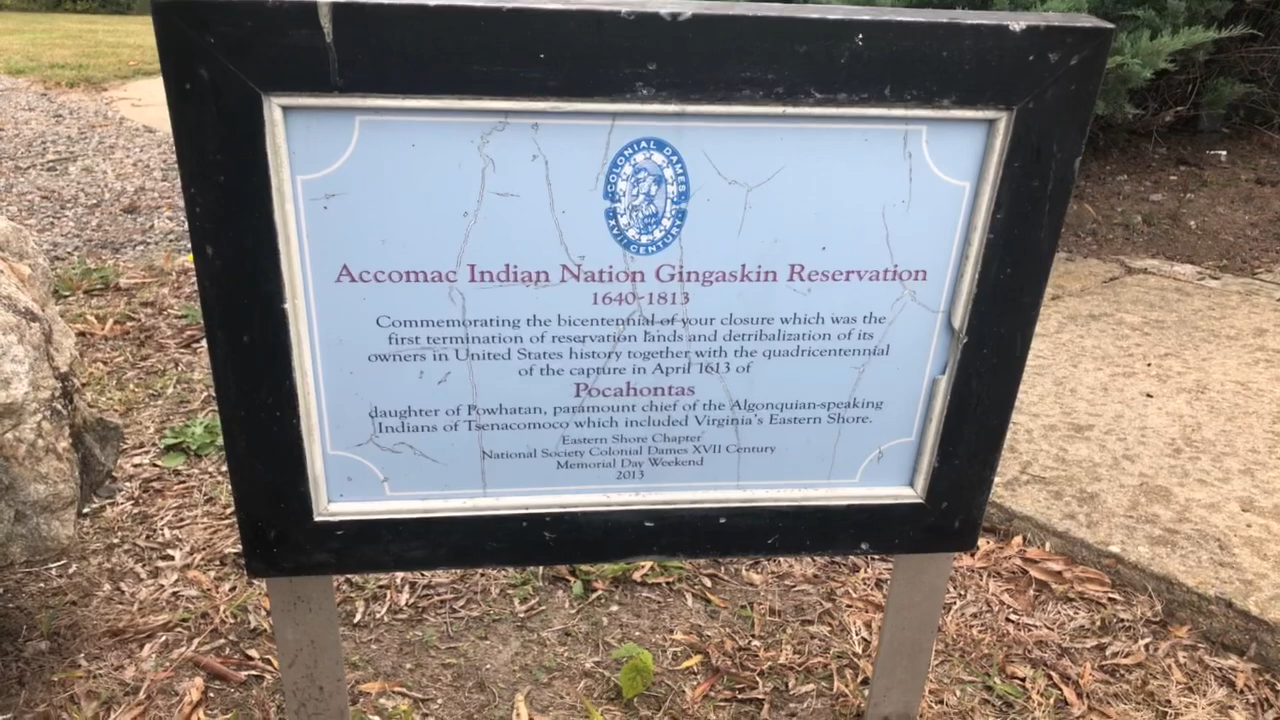 COLONIAL DAMES
XVII CENTURY
Accomac Indian Nation Gingaskin Reservation
1640-1813
Commemorating the bicentennial of your closure which was the
first termination of reservation lands and detribalization of its
owners in United States history together with the quadricentennial
of the capture in April 1613 of
Pocahontas
daughter of Powhatan, paramount chief of the Algonquian-speaking
Indians of Tsenacomoco which included Virginia's Eastern Shore.
Eastern Shore Chapter
National Society Colonial Dames XVII Century
Memorial Day Weekend
2013